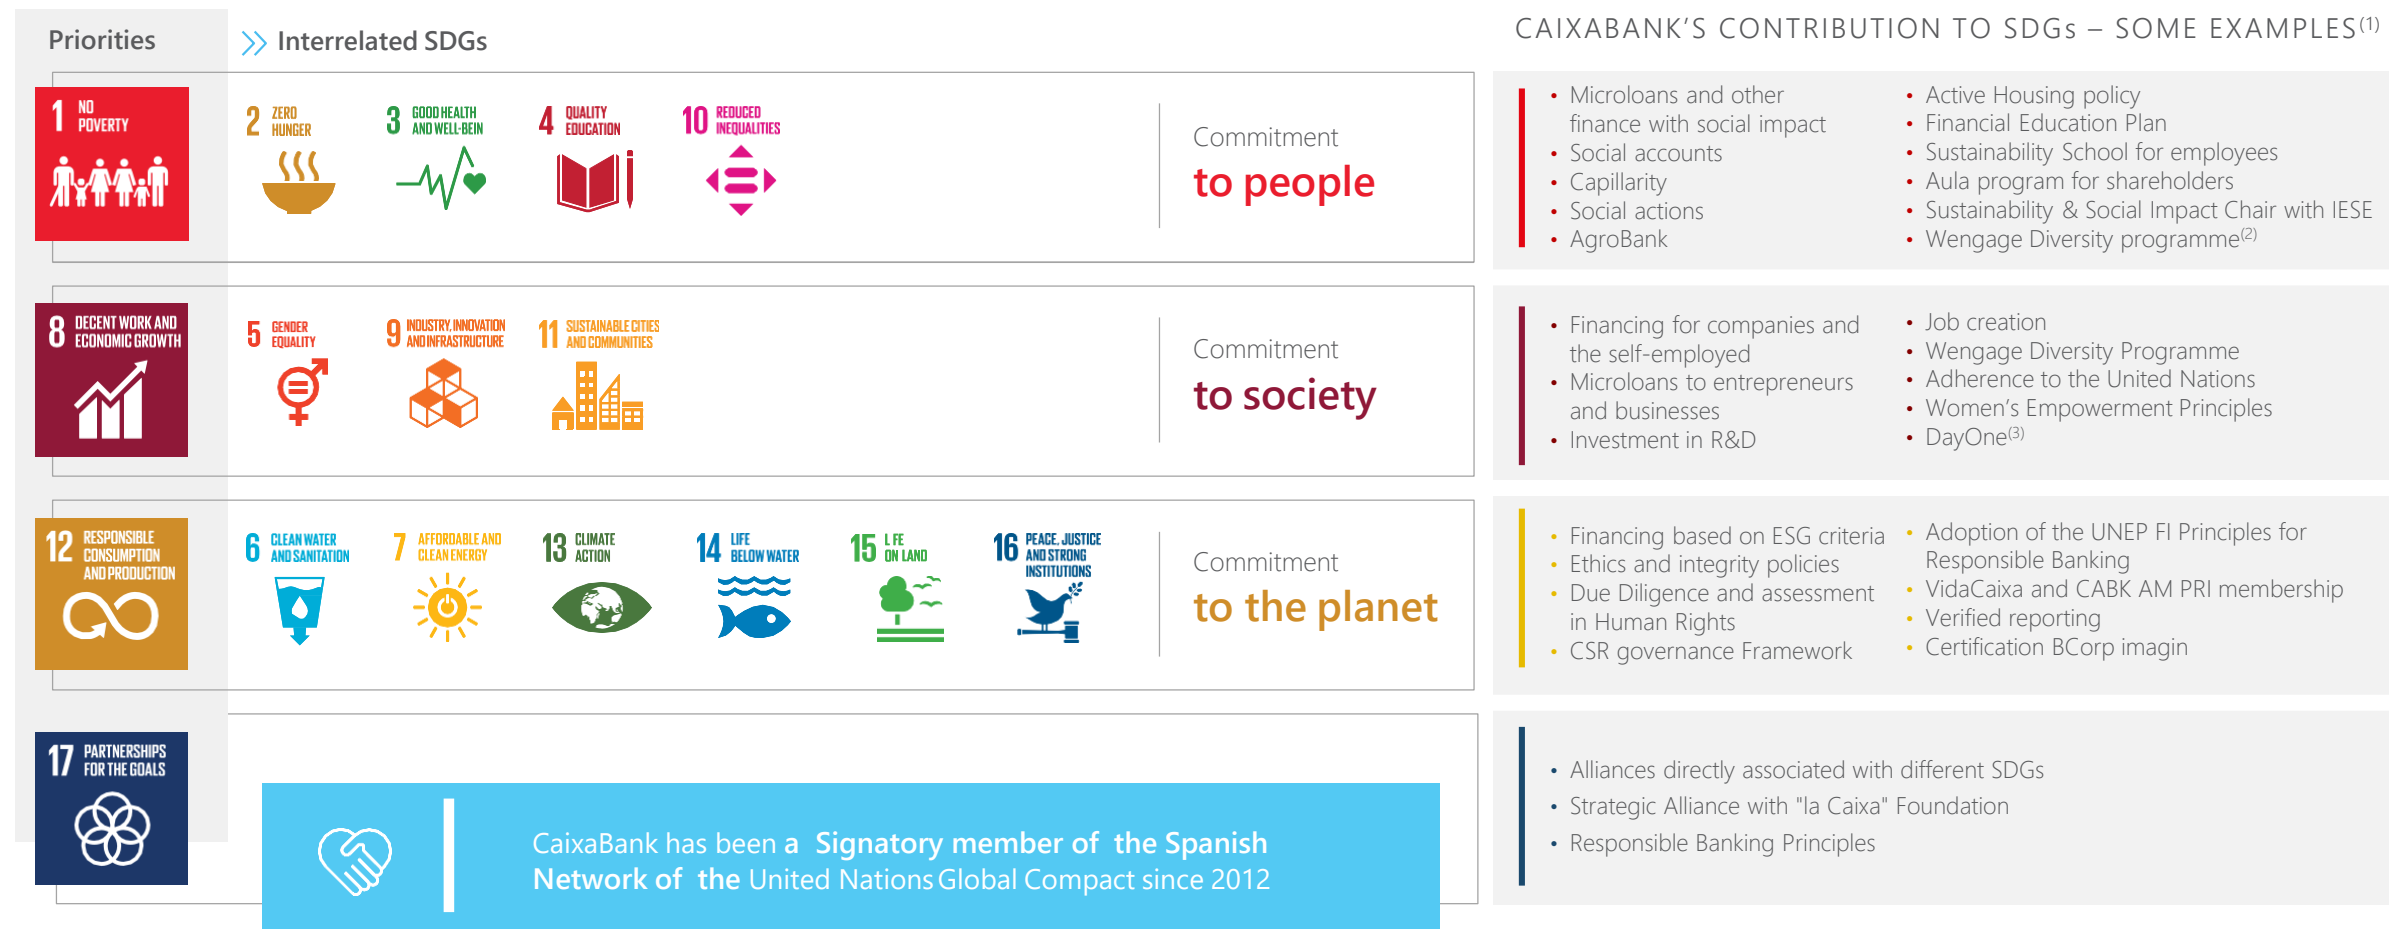 Priorities
Interrelated SDGs
CAIXABANK'S CONTRIBUTION TO SDGs – SOME EXAMPLES(1)
1 NO
POVERTY
2 ZERO
HUNGER
3 GOOD HEALTH
AND WELL-BEIN
4 QUALITY
EDUCATION
10 REDUCED
INEQUALITIES
Commitment
to people
• Microloans and other
finance with social impact
• Social accounts
• Capillarity
• Social actions
• AgroBank
• Active Housing policy
• Financial Education Plan
• Sustainability School for employees
• Aula program for shareholders
• Sustainability & Social Impact Chair with IESE
• Wengage Diversity programme(2)
8 DECENT WORK AND
ECONOMIC GROWTH
5 GENDER
EQUALITY
9 INDUSTRY, INNOVATION
AND INFRASTRUCTURE
11 SUSTAINABLE CITIES
AND COMMUNITIES
Commitment
to society
• Financing for companies and
the self-employed
• Microloans to entrepreneurs
and businesses
• Investment in R&D
• Job creation
• Wengage Diversity Programme
• Adherence to the United Nations
• Women's Empowerment Principles
• DayOne(3)
12 RESPONSIBLE
CONSUMPTION
AND PRODUCTION
6 CLEAN WATER
AND SANITATION
7 AFFORDABLE AND
CLEAN ENERGY
13 CLIMATE
ACTION
14 LIFE
BELOW WATER
15 L FE
ON LAND
16 PEACE, JUSTICE
AND STRONG
INSTITUTIONS
Commitment
to the planet
• Financing based on ESG criteria
• Ethics and integrity policies
• Due Diligence and assessment
in Human Rights
• CSR governance Framework
• Adoption of the UNEP FI Principles for
Responsible Banking
• VidaCaixa and CABK AM PRI membership
• Verified reporting
• Certification BCorp imagin
17 PARTNERSHIPS
FOR THE GOALS
CaixaBank has been a Signatory member of the Spanish
Network of the United Nations Global Compact since 2012
• Alliances directly associated with different SDGs
• Strategic Alliance with "la Caixa" Foundation
• Responsible Banking Principles